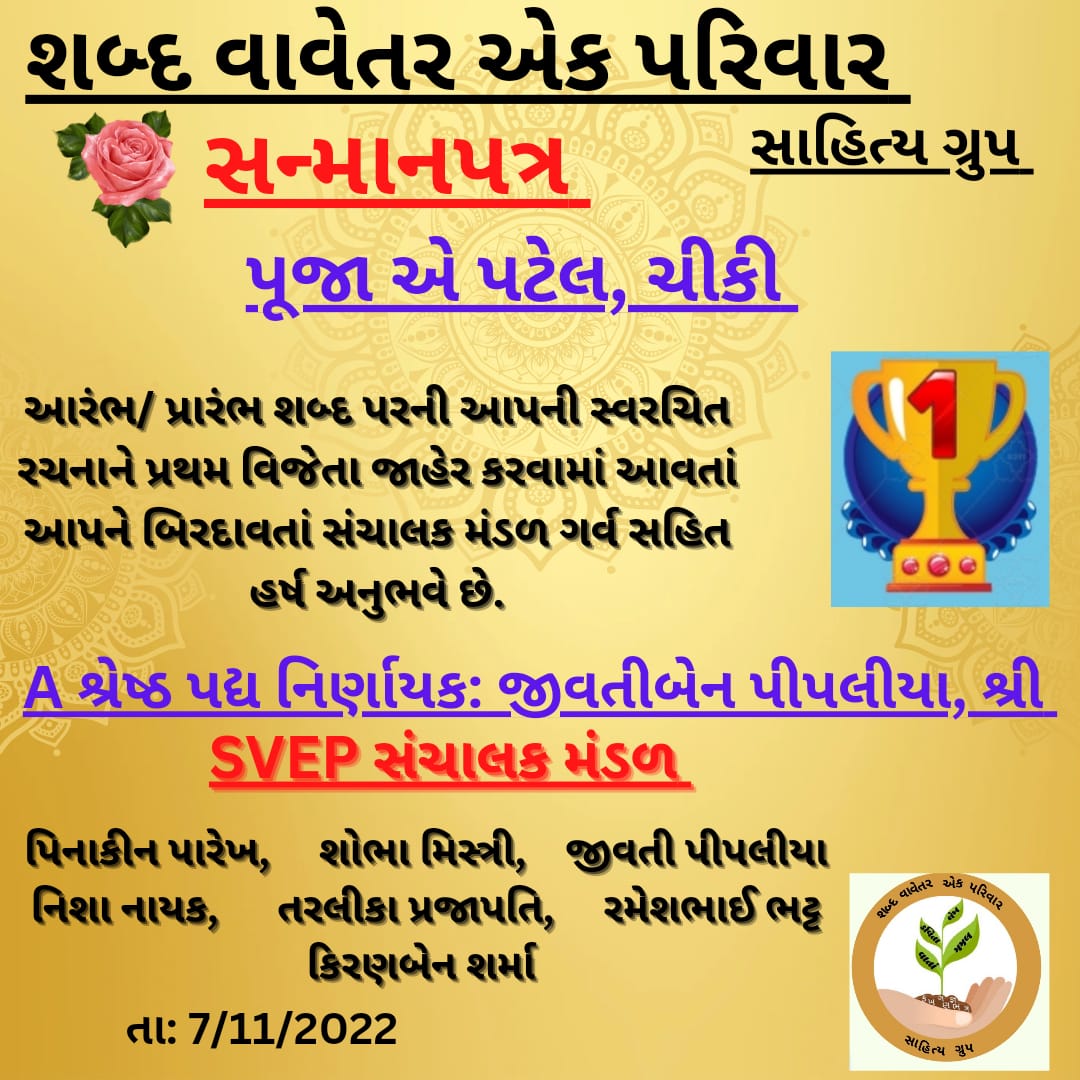 શબ્દ વાવેતર એક પરિવાર
સાહિત્ય ગ્રુપ
સન્માનપત્ર
પૂજા એ પટેલ, ચીકી
આરંભ/ પ્રારંભ શબ્દ પરની આપની સ્વરચિત
રચનાને પ્રથમ વિજેતા જાહેર કરવામાં આવતાં
આપને બિરદાવતાં સંચાલક મંડળ ગર્વ સહિત
હર્ષ અનુભવે છે.
1
A શ્રેષ્ઠ પદ્ય નિર્ણાયક: જીવતીબેન પીપલીયા, શ્રી
SVEP સંચાલક મંડળ
પિનાકીન પારેખ, શોભા મિસ્ત્રી, જીવતી પીપલીયા
નિશા નાયક, તરલીકા પ્રજાપતિ, રમેશભાઈ ભટ્ટ
કિરણબેન શર્મા
તા: 7/11/2022
શબ્દ વાવેતર એક પરિવાર
કવિતા
ગઝલ
વાર્તા
સાહિત્ય ગ્રુપ